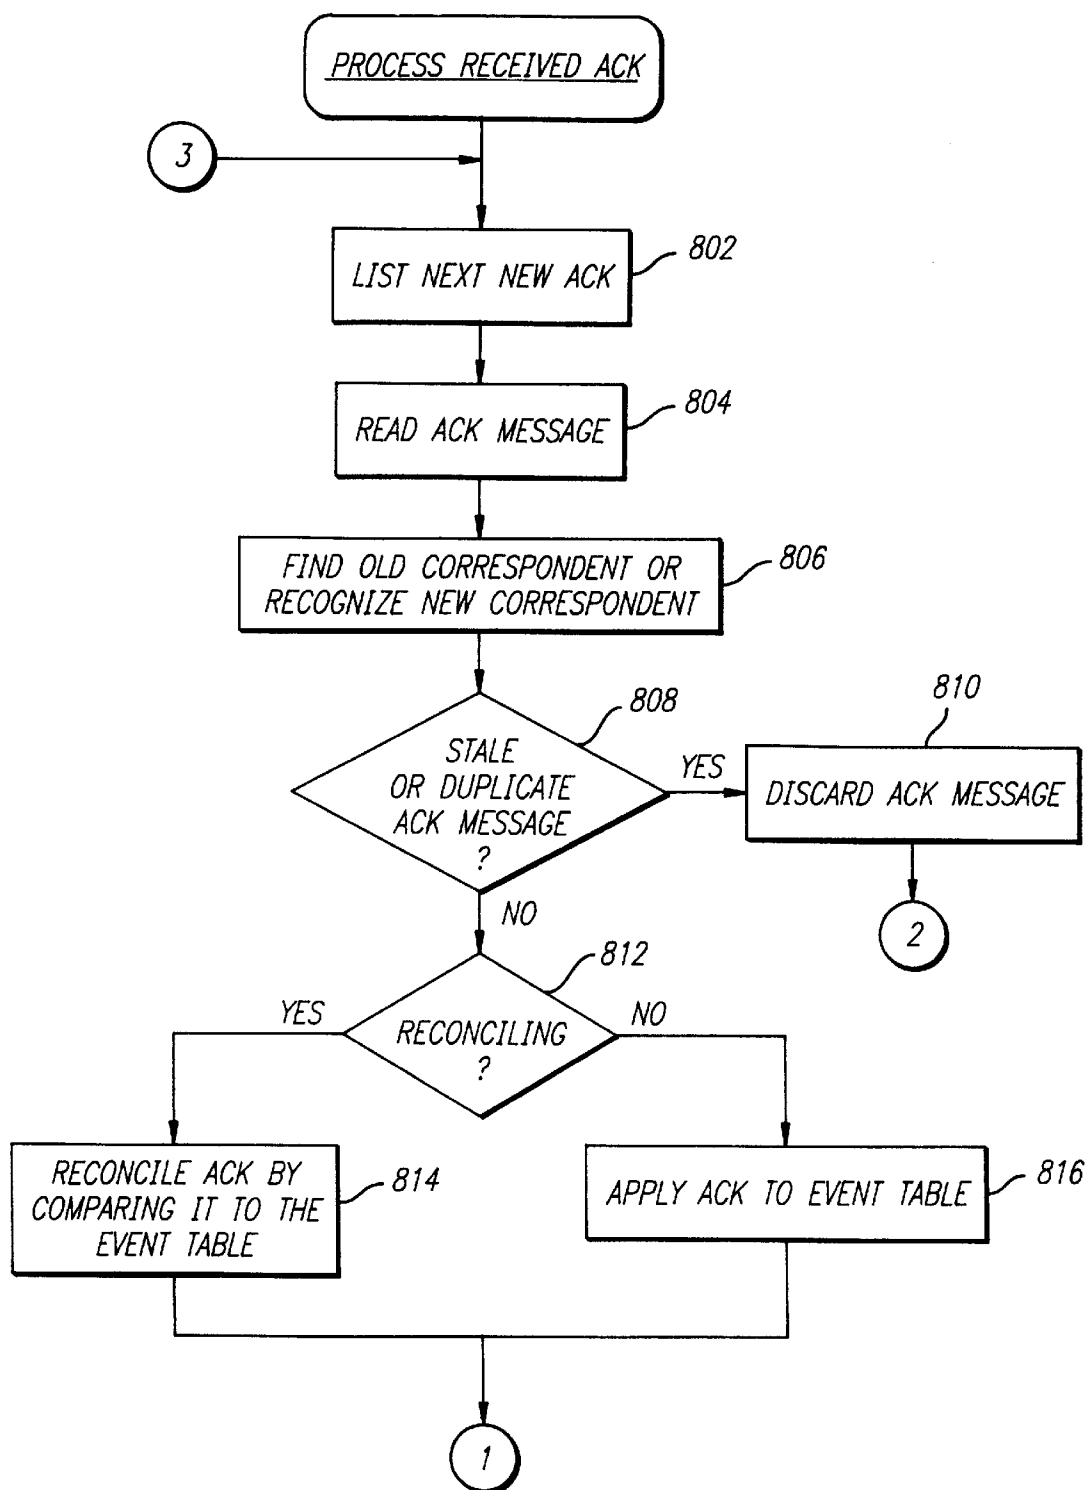 PROCESS RECEIVED ACK
3
802
LIST NEXT NEW ACK
804
READ ACK MESSAGE
806
FIND OLD CORRESPONDENT OR
RECOGNIZE NEW CORRESPONDENT
808
STALE
OR DUPLICATE
ACK MESSAGE
?
YES
810
DISCARD ACK MESSAGE
2
NO
812
RECONCILING
?
YES
NO
RECONCILE ACK BY
COMPARING IT TO THE
EVENT TABLE
814
APPLY ACK TO EVENT TABLE
816
1